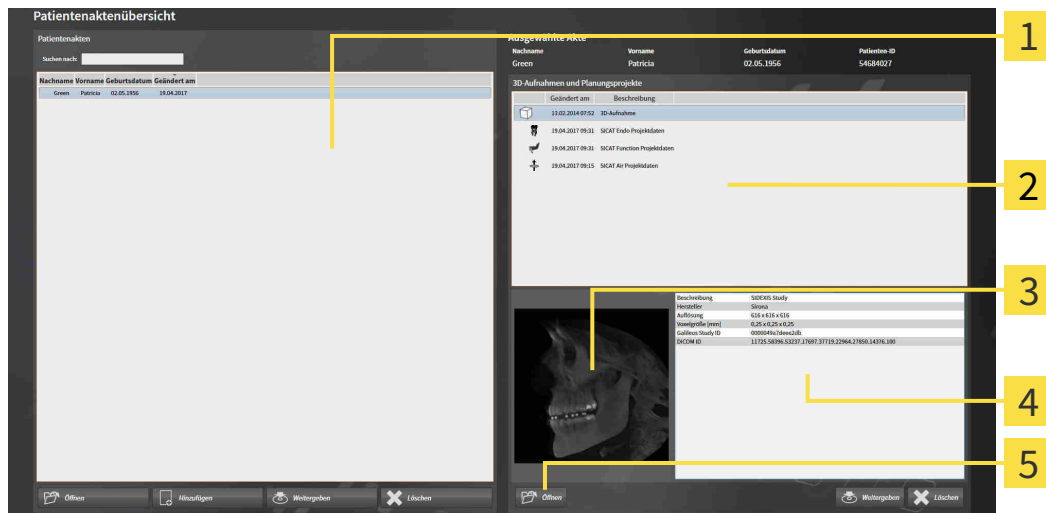 Patientenaktenübersicht
Patientenakten
Suchen nach:
Nachname Vorname Geburtsdatum Geändert am
Green Patricia 02.05.1956 19.04.2017
Öffnen Hinzufügen Weitergeben Löschen
Ausgewählte Akte
Nachname Vorname Geburtsdatum Patienten-ID
Green Patricia 02.05.1956 54684027
3D-Aufnahmen und Planungsprojekte
Geändert am Beschreibung
13.02.2014 07:52 3D-Aufnahme
19.04.2017 09:31 SICAT Endo Projektdaten
19.04.2017 09:31 SICAT Function Projektdaten
19.04.2017 09:15 SICAT Air Projektdaten
Beschreibung SIDEXIS Study
Hersteller Sirona
Auflösung 616 x 616 x 616
Voxelgröße [mm] 0,25 x 0,25 x 0,25
Galileos Study ID
DICOM ID 11725.58396.53237.17697.37719.22964.27850.14376.100
Öffnen Weitergeben Löschen
1
2
3
4
5